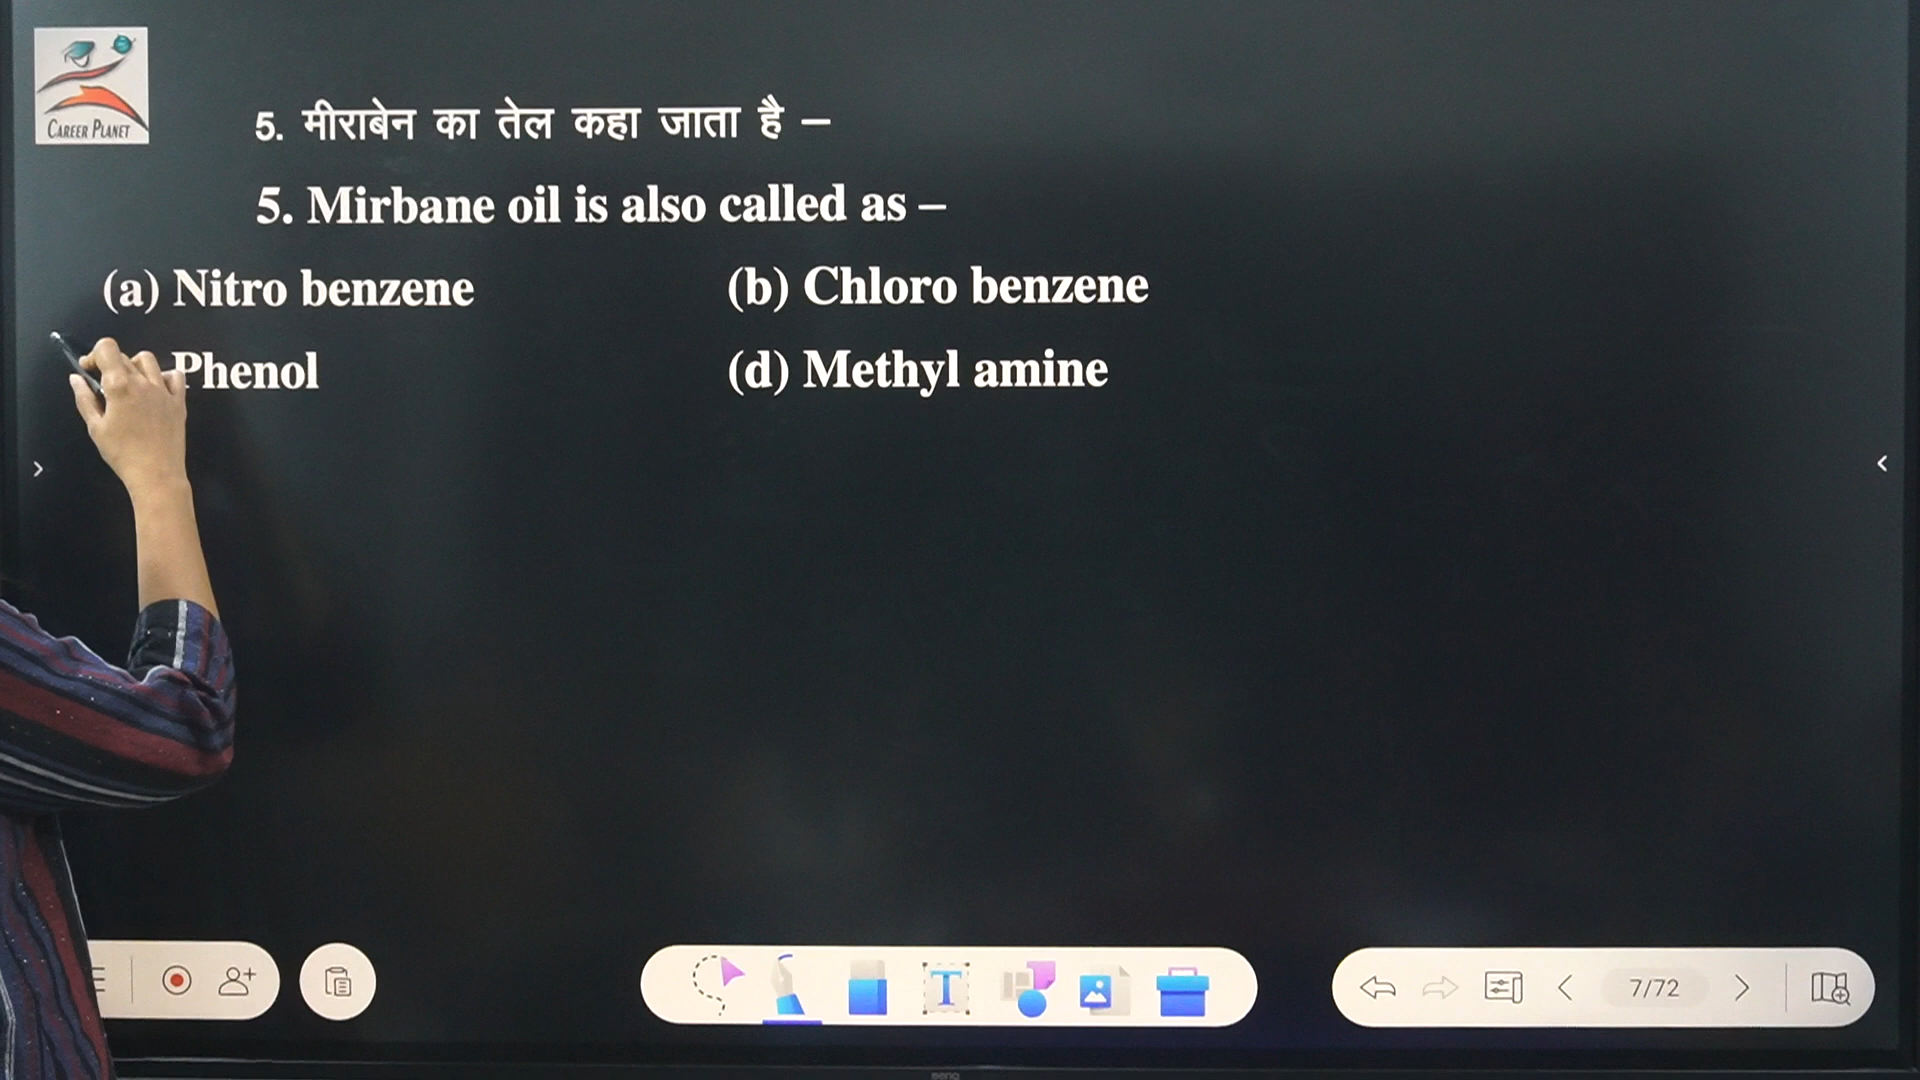 CAREER PLANET
5. मीराबेन का तेल कहा जाता है –
5. Mirbane oil is also called as –
(a) Nitro benzene (b) Chloro benzene
Phenol (d) Methyl amine
T
7/72
BenQ